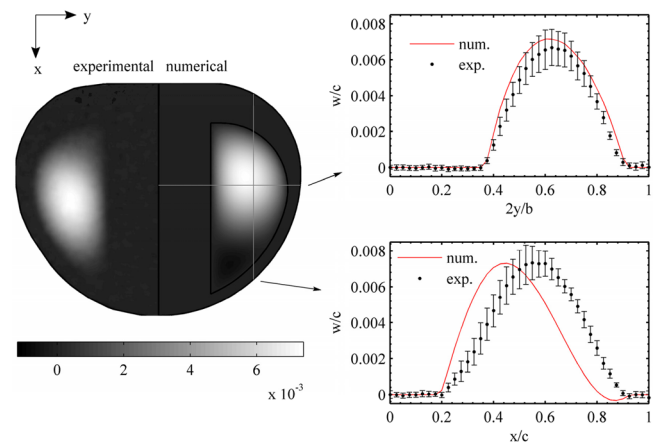 y
x
experimental numerical
0 2 4 6
x 10⁻³
0.008
0.006
0.004
0.002
0
w/c
num.
exp.
0 0.2 0.4 0.6 0.8 1
2y/b
0.008
0.006
0.004
0.002
0
w/c
num.
exp.
0 0.2 0.4 0.6 0.8 1
x/c